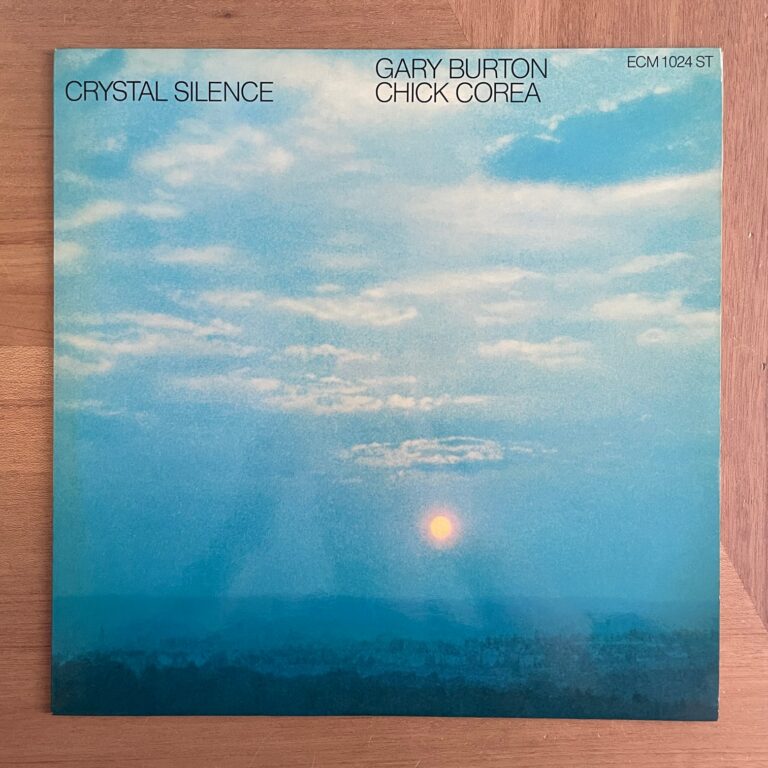 CRYSTAL SILENCE
GARY BURTON
CHICK COREA
ECM 1024 ST